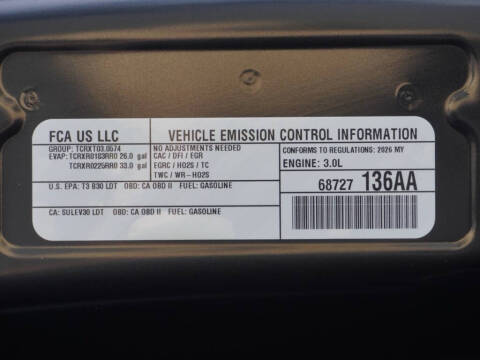 FCA US LLC
VEHICLE EMISSION CONTROL INFORMATION
GROUP: TCRXT03.0574
EVAP: TCRXR0183RR0 26.0 gal
TCRXR0225RR0 33.0 gal
NO ADJUSTMENTS NEEDED
CAC / DFI / EGR
EGRC / HO2S / TC
TWC / WR-HO2S
CONFORMS TO REGULATIONS: 2026 MY
ENGINE: 3.0L
U.S. EPA: T3 B30 LDT OBD: CA OBD II FUEL: GASOLINE
68727 136AA
CA: SULEV30 LDT OBD: CA OBD II FUEL: GASOLINE